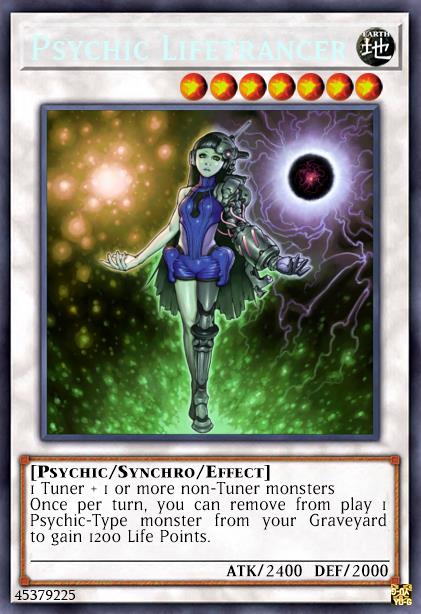 Psychic Lifetrancer
EARTH
地
[Psychic/Synchro/Effect]
1 Tuner + 1 or more non-Tuner monsters
Once per turn, you can remove from play 1
Psychic-Type monster from your Graveyard
to gain 1200 Life Points.
ATK/2400 DEF/2000
45379225